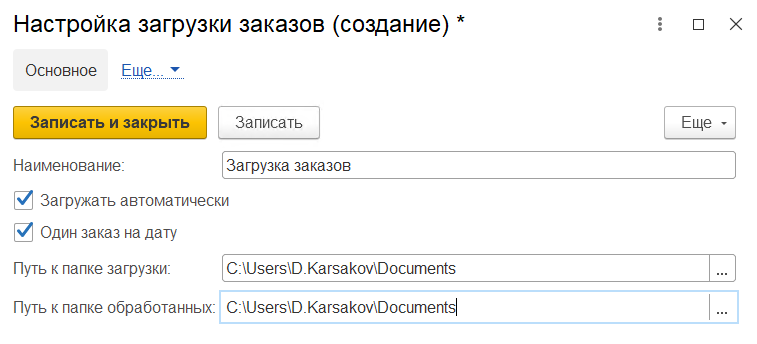 Настройка загрузки заказов (создание) *
Основное Еще...
Записать и закрыть Записать Еще
Наименование: Загрузка заказов
Загружать автоматически
Один заказ на дату
Путь к папке загрузки: C:\Users\D.Karsakov\Documents ...
Путь к папке обработанных: C:\Users\D.Karsakov\Documents ...